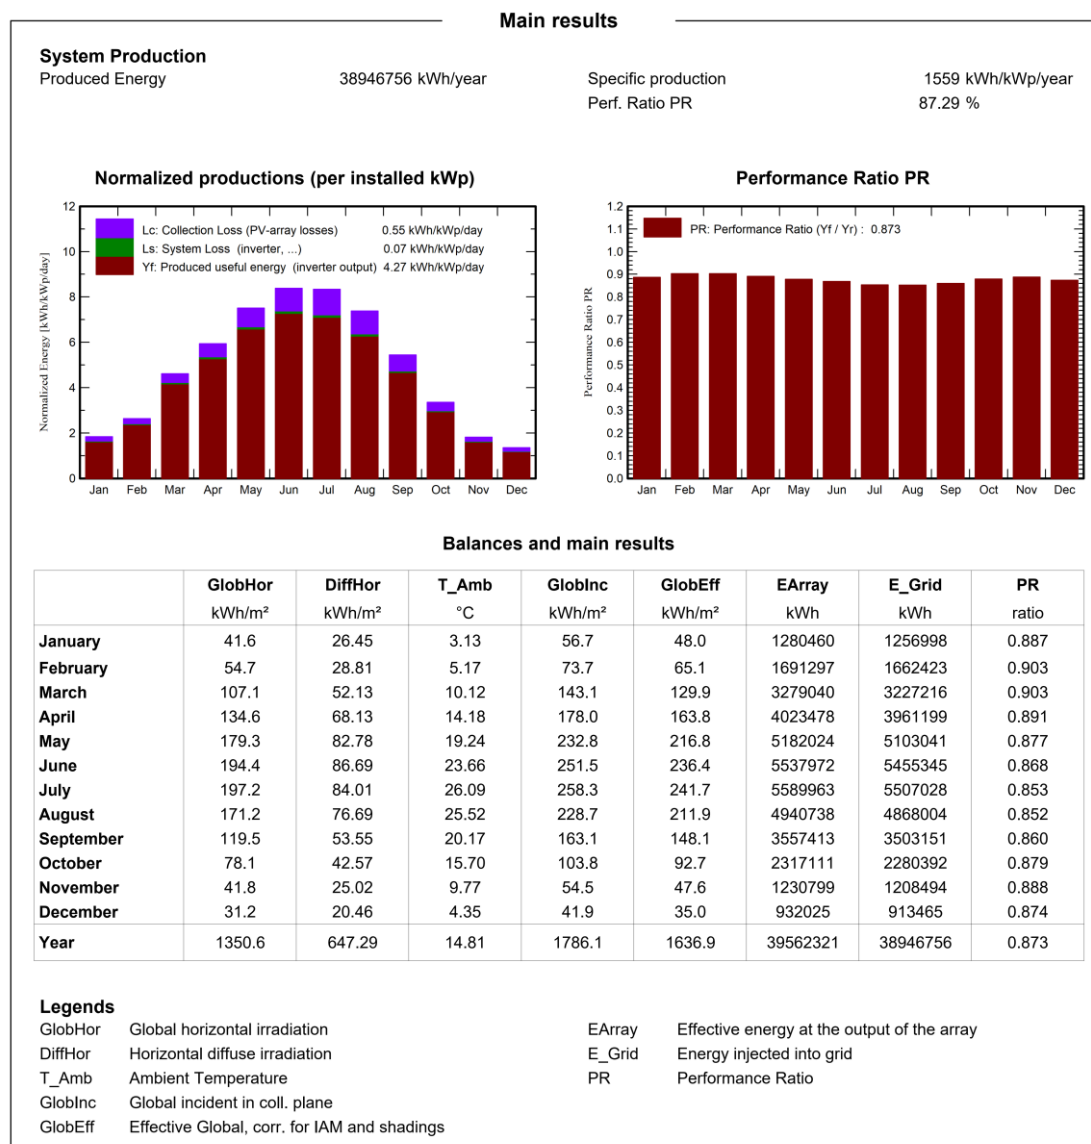 Main results
System Production
Produced Energy 38946756 kWh/year Specific production 1559 kWh/kWp/year
Perf. Ratio PR 87.29 %
Normalized productions (per installed kWp)
Lc: Collection Loss (PV-array losses) 0.55 kWh/kWp/day
Ls: System Loss (inverter, ...) 0.07 kWh/kWp/day
Yf: Produced useful energy (inverter output) 4.27 kWh/kWp/day
Normalized Energy [kWh/kWp/day]
12
10
8
6
4
2
0
Jan Feb Mar Apr May Jun Jul Aug Sep Oct Nov Dec
Performance Ratio PR
PR: Performance Ratio (Yf / Yr) : 0.873
Performance Ratio PR
1.2
1.1
1.0
0.9
0.8
0.7
0.6
0.5
0.4
0.3
0.2
0.1
0.0
Jan Feb Mar Apr May Jun Jul Aug Sep Oct Nov Dec
Balances and main results
GlobHor DiffHor T_Amb GlobInc GlobEff EArray E_Grid PR
kWh/m² kWh/m² °C kWh/m² kWh/m² kWh kWh ratio
January 41.6 26.45 3.13 56.7 48.0 1280460 1256998 0.887
February 54.7 28.81 5.17 73.7 65.1 1691297 1662423 0.903
March 107.1 52.13 10.12 143.1 129.9 3279040 3227216 0.903
April 134.6 68.13 14.18 178.0 163.8 4023478 3961199 0.891
May 179.3 82.78 19.24 232.8 216.8 5182024 5103041 0.877
June 194.4 86.69 23.66 251.5 236.4 5537972 5455345 0.868
July 197.2 84.01 26.09 258.3 241.7 5589963 5507028 0.853
August 171.2 76.69 25.52 228.7 211.9 4940738 4868004 0.852
September 119.5 53.55 20.17 163.1 148.1 3557413 3503151 0.860
October 78.1 42.57 15.70 103.8 92.7 2317111 2280392 0.879
November 41.8 25.02 9.77 54.5 47.6 1230799 1208494 0.888
December 31.2 20.46 4.35 41.9 35.0 932025 913465 0.874
Year 1350.6 647.29 14.81 1786.1 1636.9 39562321 38946756 0.873
Legends
GlobHor Global horizontal irradiation EArray Effective energy at the output of the array
DiffHor Horizontal diffuse irradiation E_Grid Energy injected into grid
T_Amb Ambient Temperature PR Performance Ratio
GlobInc Global incident in coll. plane
GlobEff Effective Global, corr. for IAM and shadings